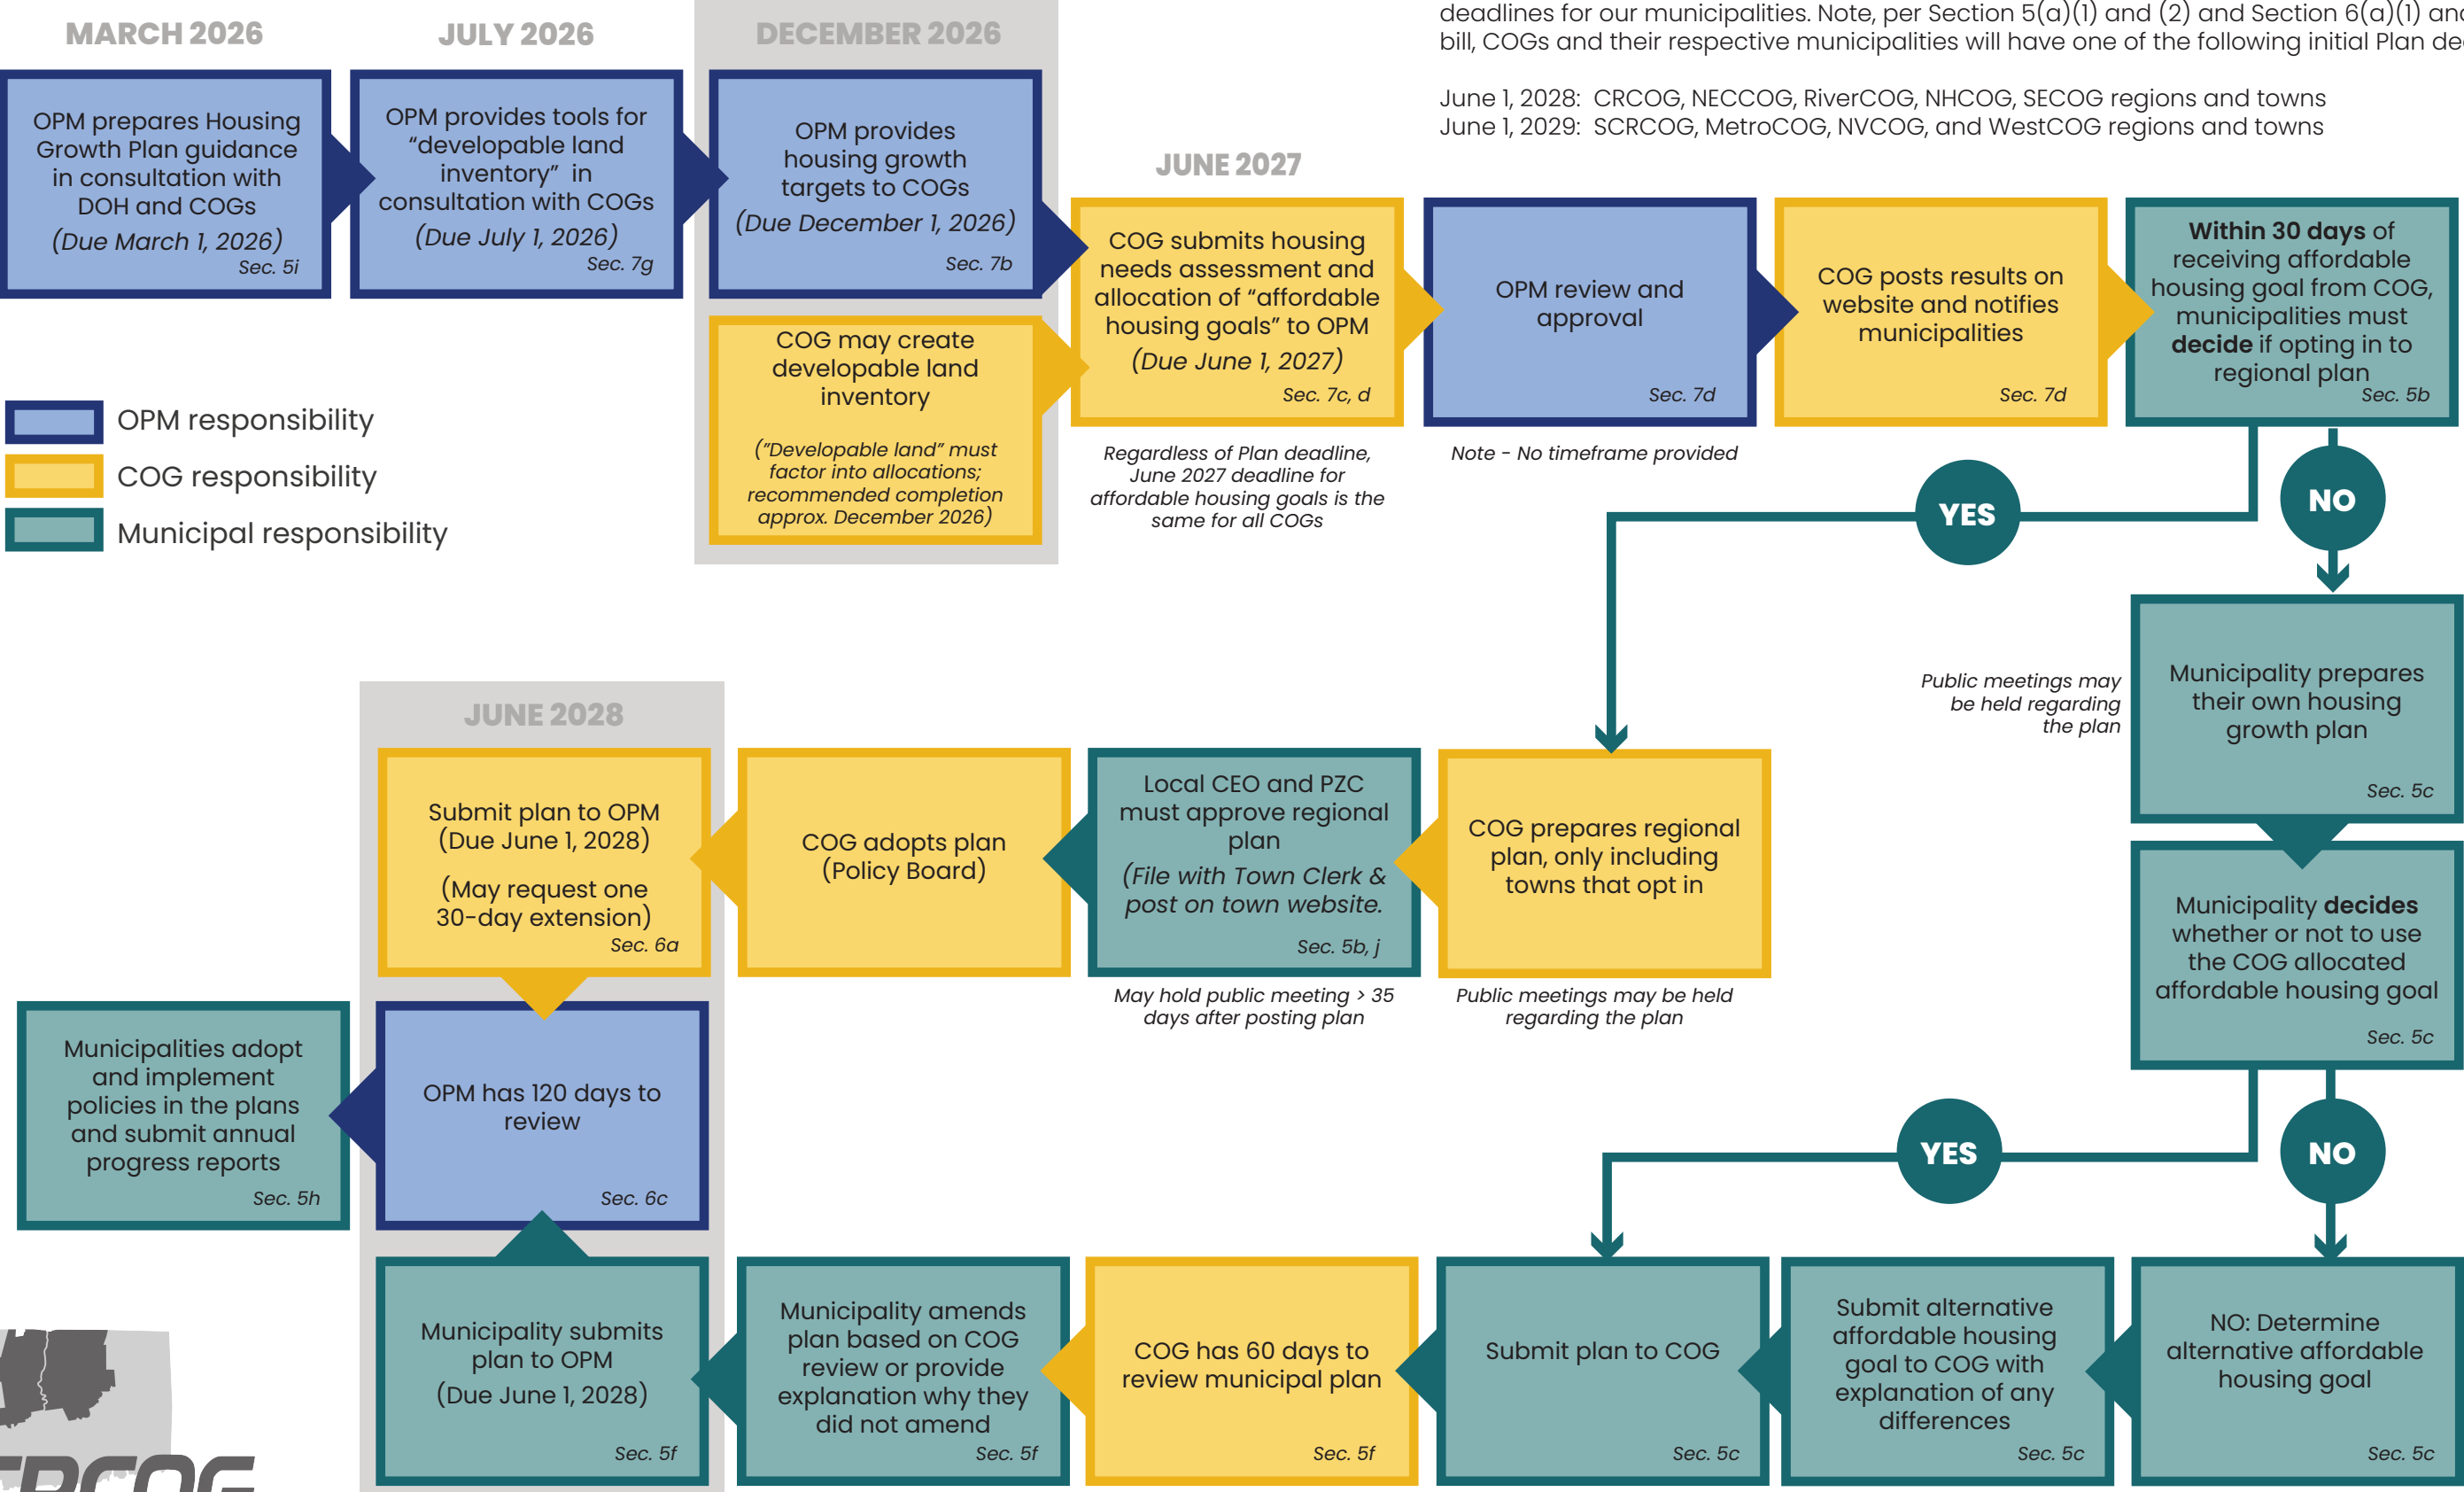 MARCH 2026
JULY 2026
DECEMBER 2026
deadlines for our municipalities. Note, per Section 5(a)(1) and (2) and Section 6(a)(1) and
bill, COGs and their respective municipalities will have one of the following initial Plan
June 1, 2028: CRCOG, NECCOG, RiverCOG, NHCOG, SECOG regions and towns
June 1, 2029: SCRCOG, MetroCOG, NVCOG, and WestCOG regions and towns
OPM prepares Housing
Growth Plan guidance
in consultation with
DOH and COGs
(Due March 1, 2026)
Sec. 5i
OPM provides tools for
“developable land
inventory” in
consultation with COGs
(Due July 1, 2026)
Sec. 7g
OPM provides
housing growth
targets to COGs
(Due December 1, 2026)
Sec. 7b
COG may create
developable land
inventory
(”Developable land” must
factor into allocations;
recommended completion
approx. December 2026)
JUNE 2027
COG submits housing
needs assessment and
allocation of “affordable
housing goals” to OPM
(Due June 1, 2027)
Sec. 7c, d
Regardless of Plan deadline,
June 2027 deadline for
affordable housing goals is the
same for all COGs
OPM review and
approval
Sec. 7d
Note - No timeframe provided
COG posts results on
website and notifies
municipalities
Sec. 7d
Within 30 days of
receiving affordable
housing goal from COG,
municipalities must
decide if opting in to
regional plan
Sec. 5b
OPM responsibility
COG responsibility
Municipal responsibility
YES
NO
Public meetings may
be held regarding
the plan
Municipality prepares
their own housing
growth plan
Sec. 5c
Municipality decides
whether or not to use
the COG allocated
affordable housing goal
Sec. 5c
COG prepares regional
plan, only including
towns that opt in
Public meetings may be held
regarding the plan
Local CEO and PZC
must approve regional
plan
(File with Town Clerk &
post on town website.
Sec. 5b, j
May hold public meeting > 35
days after posting plan
COG adopts plan
(Policy Board)
JUNE 2028
Submit plan to OPM
(Due June 1, 2028)
(May request one
30-day extension)
Sec. 6a
OPM has 120 days to
review
Sec. 6c
Municipalities adopt
and implement
policies in the plans
and submit annual
progress reports
Sec. 5h
YES
NO
NO: Determine
alternative affordable
housing goal
Sec. 5c
Submit alternative
affordable housing
goal to COG with
explanation of any
differences
Sec. 5c
Submit plan to COG
Sec. 5c
COG has 60 days to
review municipal plan
Sec. 5f
Municipality amends
plan based on COG
review or provide
explanation why they
did not amend
Sec. 5f
Municipality submits
plan to OPM
(Due June 1, 2028)
Sec. 5f